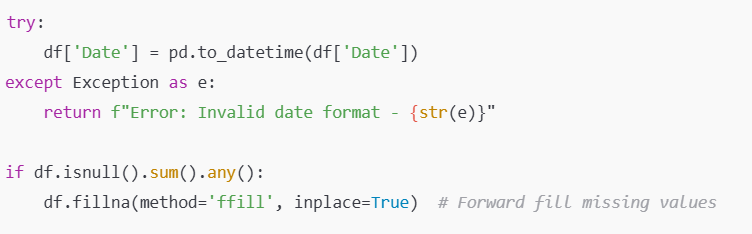 try:
    df['Date'] = pd.to_datetime(df['Date'])
except Exception as e:
    return f"Error: Invalid date format - {str(e)}"

if df.isnull().sum().any():
    df.fillna(method='ffill', inplace=True)  # Forward fill missing values